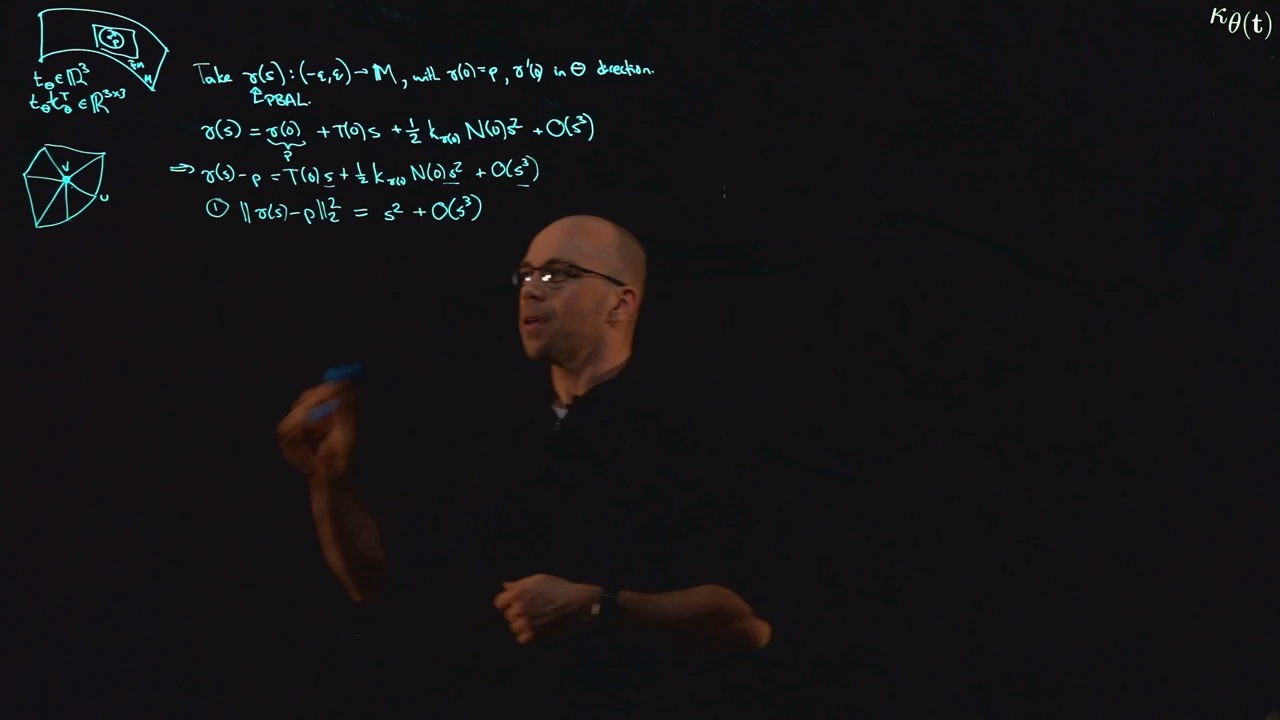 κ_θ(t)
p
T_pM
M
t_θ ∈ ℝ³
t_θ t_θ^T ∈ ℝ^{3×3}
Take γ(s) : (-ε, ε) → M, with γ(0) = p, γ'(0) in θ direction.
PBAL.
γ(s) = γ(0) + T(0)s + ½ k_{γ(0)} N(0)s² + O(s³)
p
⇒ γ(s) - p = T(0)s + ½ k_{γ(0)} N(0)s² + O(s³)
① ‖γ(s) - p‖₂² = s² + O(s³)
v
u